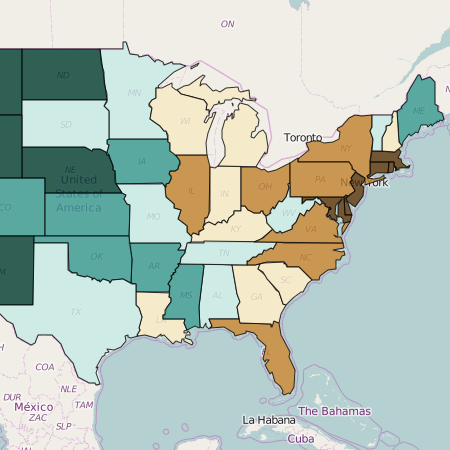 ON
ND
MN
ME
SD
WI
NY
Toronto
IA
NE
PA
New York
United
States of
America
IL
IN
OH
CO
MO
WV
VA
KY
NC
TN
OK
AR
SC
MS
AL
GA
TX
COA
NLE
DUR
TAM
México
SLP
ZAC
The Bahamas
La Habana
Cuba